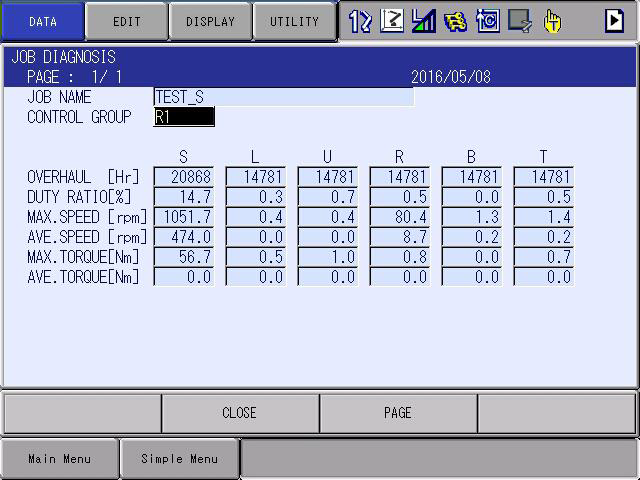 DATA EDIT DISPLAY UTILITY
JOB DIAGNOSIS
PAGE : 1/ 1 2016/05/08
JOB NAME TEST_S
CONTROL GROUP R1
S L U R B T
OVERHAUL [Hr] 20868 14781 14781 14781 14781 14781
DUTY RATIO[%] 14.7 0.3 0.7 0.5 0.0 0.5
MAX.SPEED [rpm] 1051.7 0.4 0.4 80.4 1.3 1.4
AVE.SPEED [rpm] 474.0 0.0 0.0 8.7 0.2 0.2
MAX.TORQUE[Nm] 56.7 0.5 1.0 0.8 0.0 0.7
AVE.TORQUE[Nm] 0.0 0.0 0.0 0.0 0.0 0.0
CLOSE PAGE
Main Menu Simple Menu